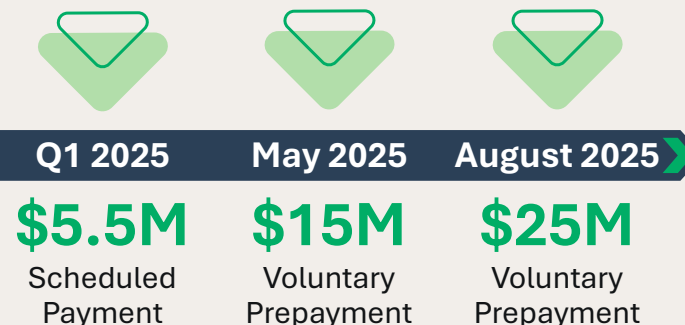 Q1 2025 May 2025 August 2025
$5.5M $15M $25M
Scheduled Voluntary Voluntary
Payment Prepayment Prepayment